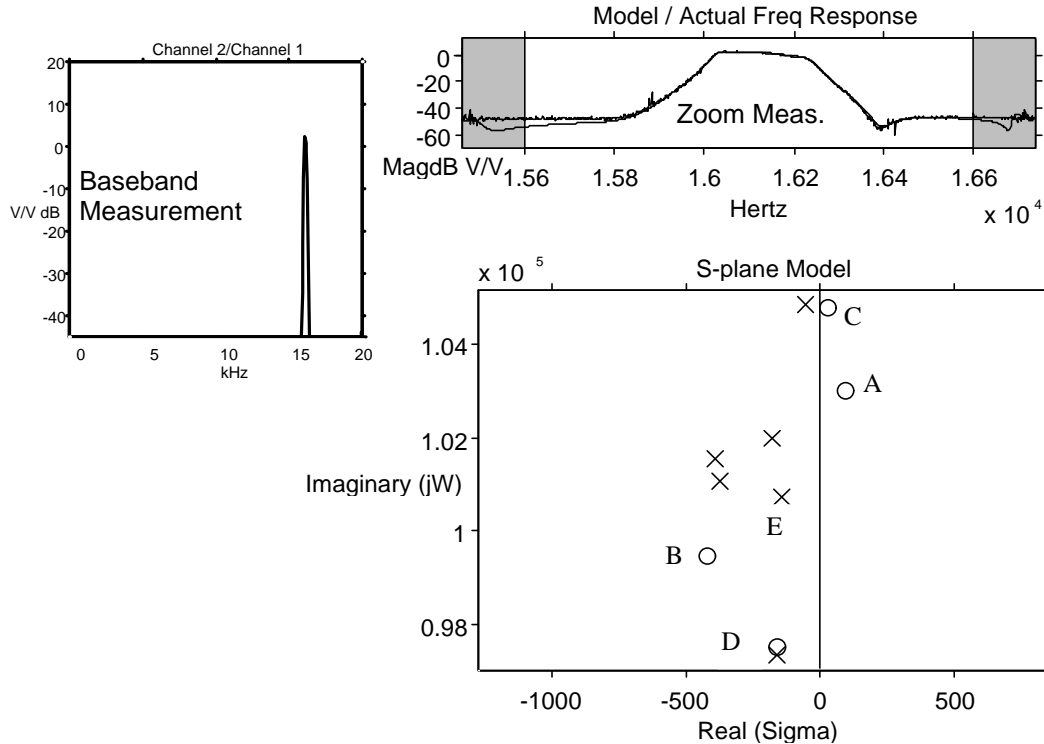 Channel 2/Channel 1
20
10
0
-10
-20
-30
-40
V/V dB
Baseband
Measurement
0 5 10 15 20
kHz
Model / Actual Freq Response
0
-20
-40
-60
Zoom Meas.
MagdB V/V
1.56 1.58 1.6 1.62 1.64 1.66
Hertz
x 10 4
S-plane Model
x 10 5
1.04
1.02
1
0.98
Imaginary (jW)
C
A
E
B
D
-1000 -500 0 500
Real (Sigma)